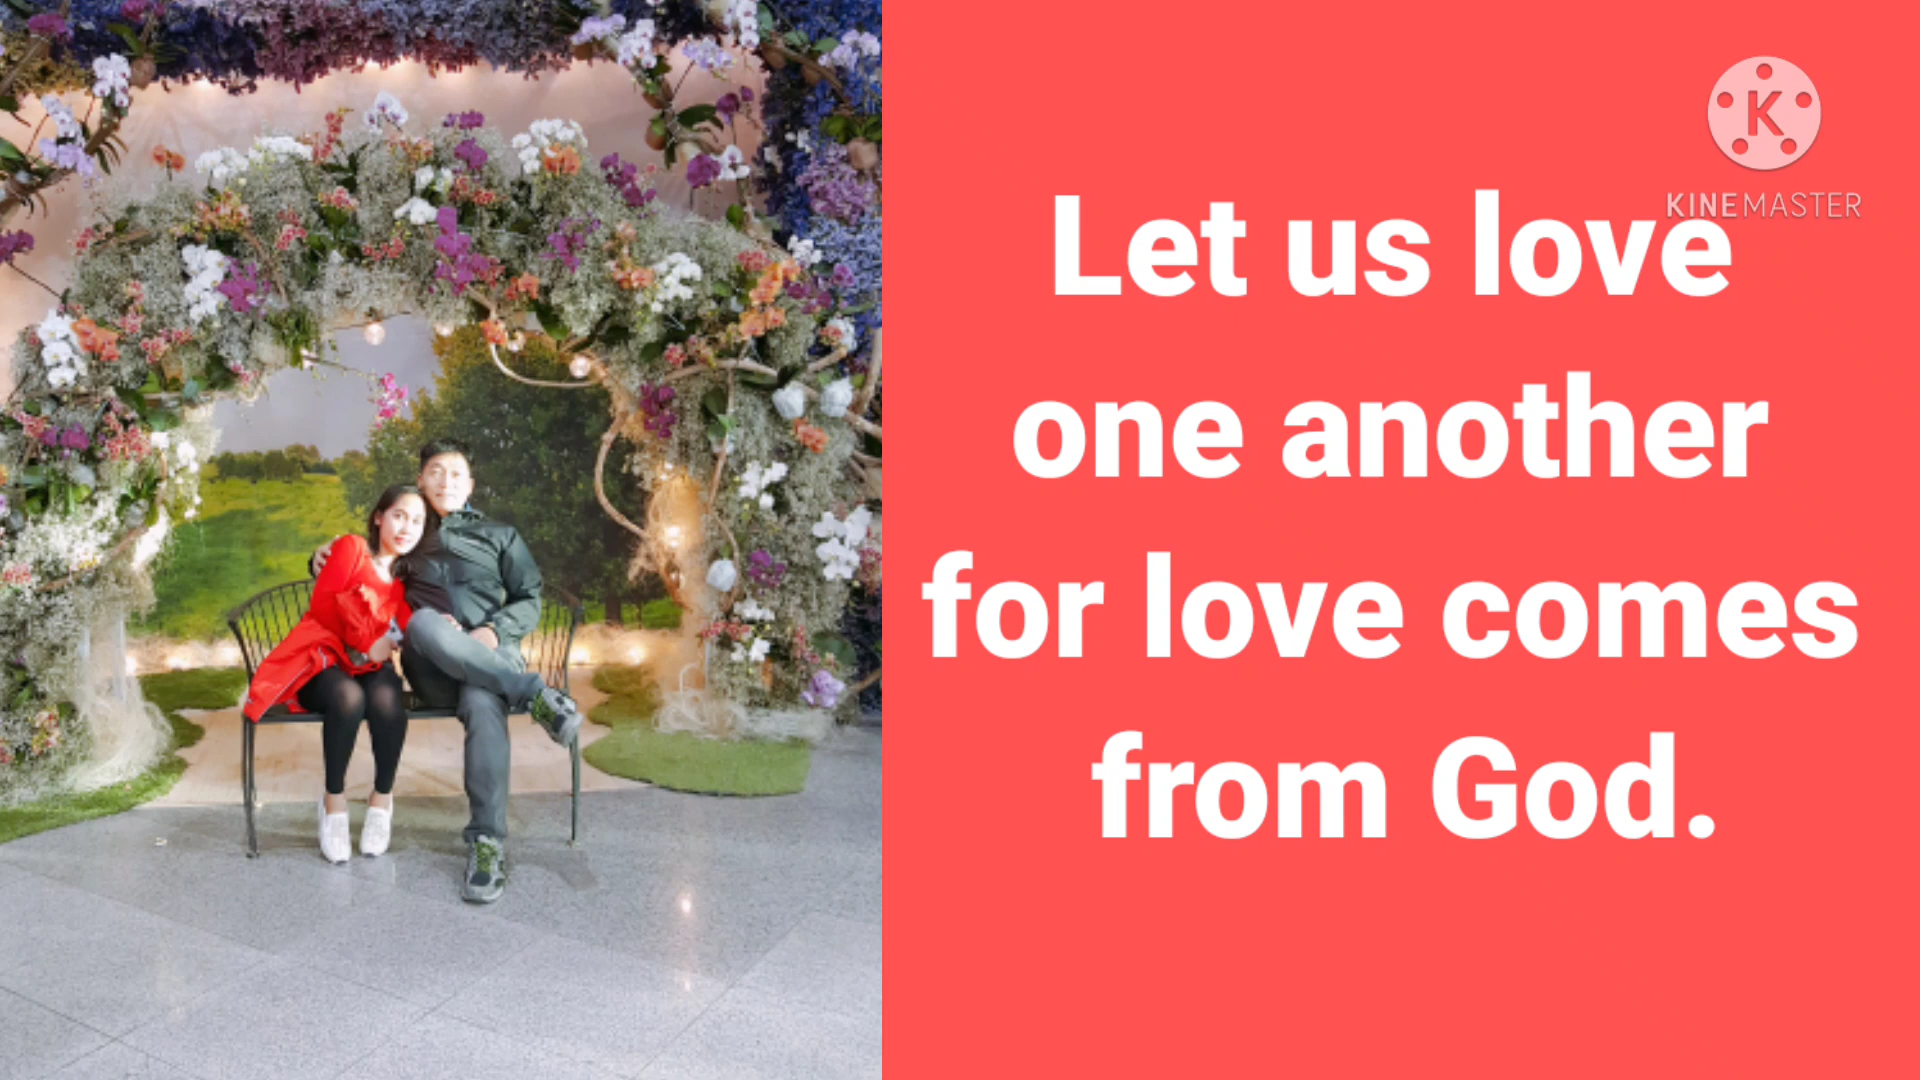 K
KINEMASTER
Let us love
one another
for love comes
from God.